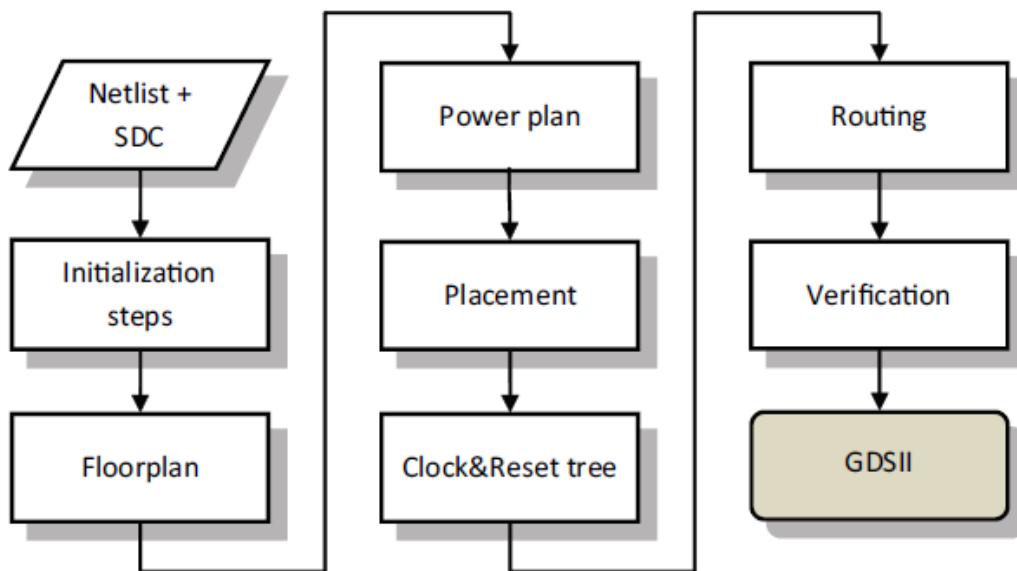 Netlist +
SDC
Initialization
steps
Floorplan
Power plan
Placement
Clock&Reset tree
Routing
Verification
GDSII